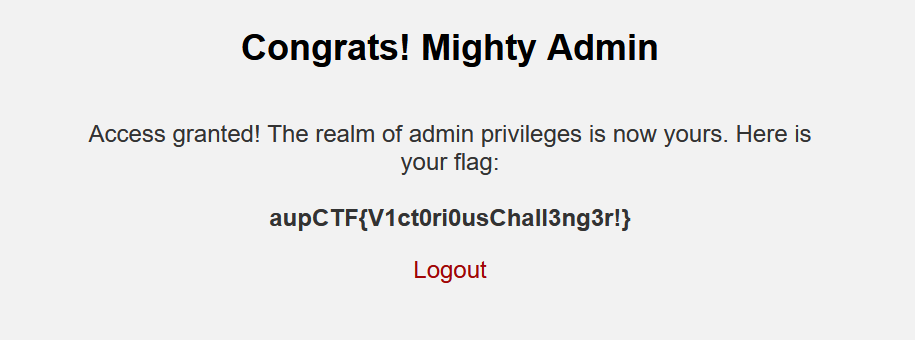 Congrats! Mighty Admin
Access granted! The realm of admin privileges is now yours. Here is
your flag:
aupCTF{V1ct0ri0usChall3ng3r!}
Logout